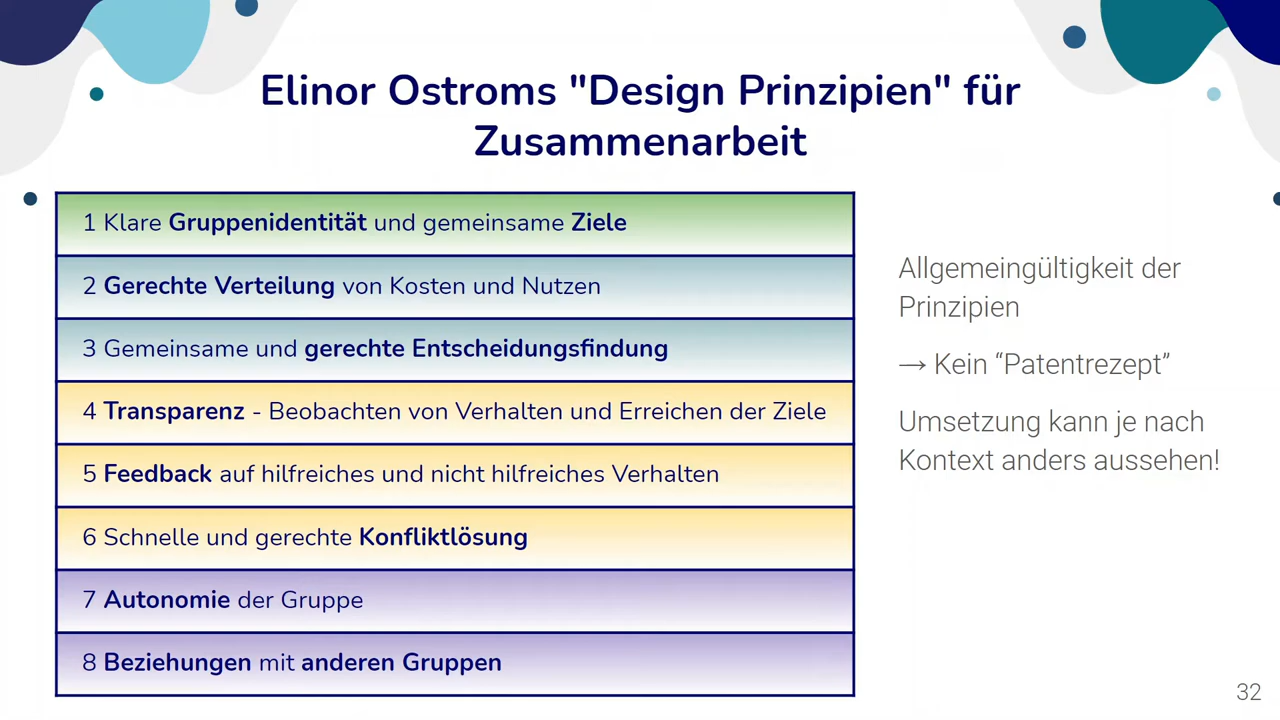 Elinor Ostroms "Design Prinzipien" für
Zusammenarbeit
1 Klare Gruppenidentität und gemeinsame Ziele
2 Gerechte Verteilung von Kosten und Nutzen
3 Gemeinsame und gerechte Entscheidungsfindung
4 Transparenz - Beobachten von Verhalten und Erreichen der Ziele
5 Feedback auf hilfreiches und nicht hilfreiches Verhalten
6 Schnelle und gerechte Konfliktlösung
7 Autonomie der Gruppe
8 Beziehungen mit anderen Gruppen
Allgemeingültigkeit der
Prinzipien
→ Kein “Patentrezept”
Umsetzung kann je nach
Kontext anders aussehen!
32